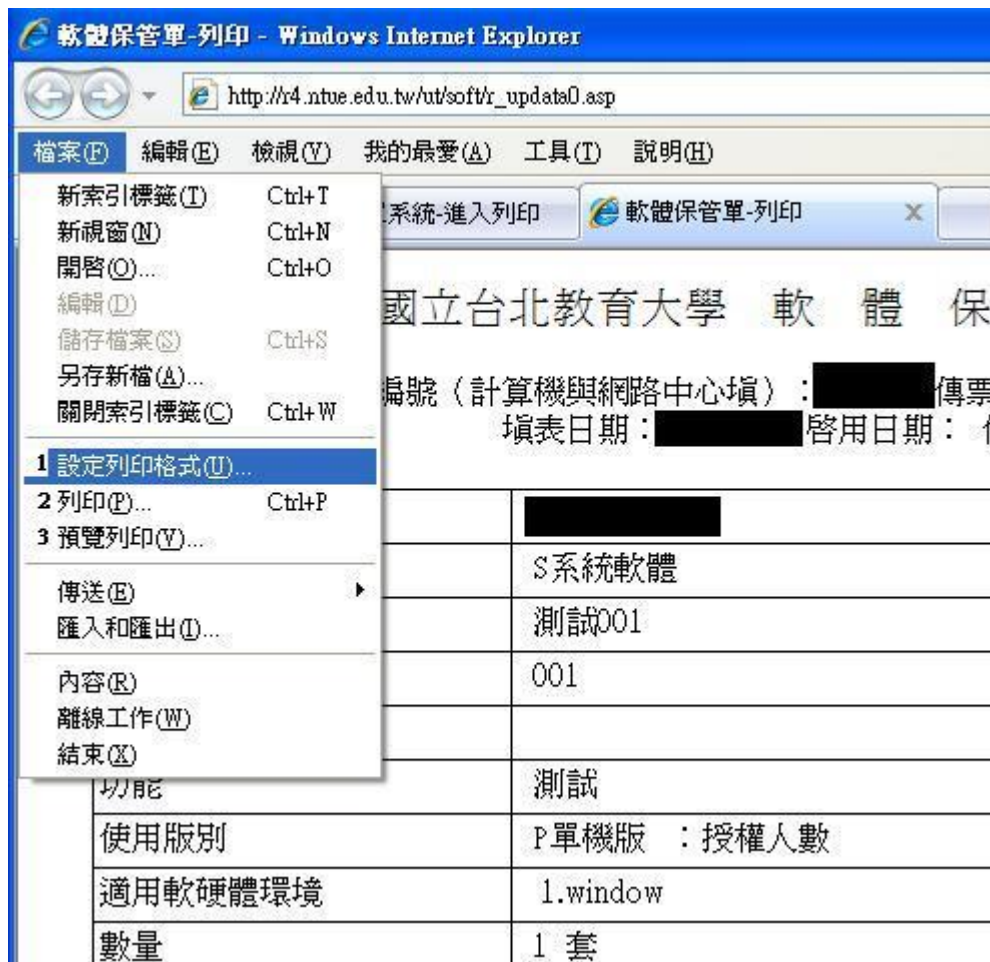 軟體保管單-列印 - Windows Internet Explorer
http://r4.ntue.edu.tw/ut/soft/r_updata0.asp
檔案(F) 編輯(E) 檢視(V) 我的最愛(A) 工具(T) 說明(H)
系統-進入列印 軟體保管單-列印
新索引標籤(T) Ctrl+T
新視窗(N) Ctrl+N
開啓(O)... Ctrl+O
編輯(D)
儲存檔案(S) Ctrl+S
另存新檔(A)...
關閉索引標籤(C) Ctrl+W
1 設定列印格式(U)...
2 列印(P)... Ctrl+P
3 預覽列印(V)...
傳送(E)
匯入和匯出(I)...
內容(R)
離線工作(W)
結束(X)
國立台北教育大學 軟 體 保
編號（計算機與網路中心填）： 傳票
填表日期： 啓用日期：
S系統軟體
測試001
001
功能 測試
使用版別 P單機版 ：授權人數
適用軟硬體環境 1.window
數量 1 套